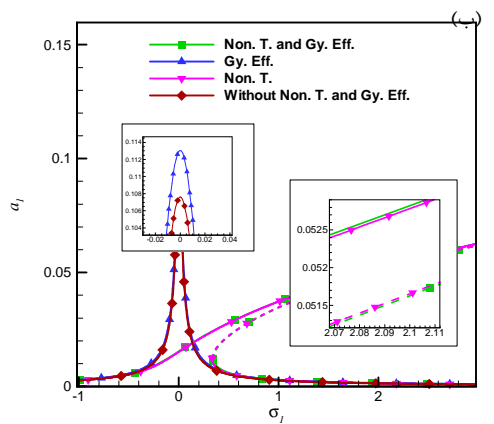 (ب)
0.15
Non. T. and Gy. Eff.
Gy. Eff.
Non. T.
Without Non. T. and Gy. Eff.
0.114
0.112
0.11
0.108
0.106
0.104
-0.02 0 0.02 0.04
0.1
a₁
0.0525
0.052
0.0515
2.07 2.08 2.09 2.1 2.11
0.05
0
-1 0 1 2
σ₁